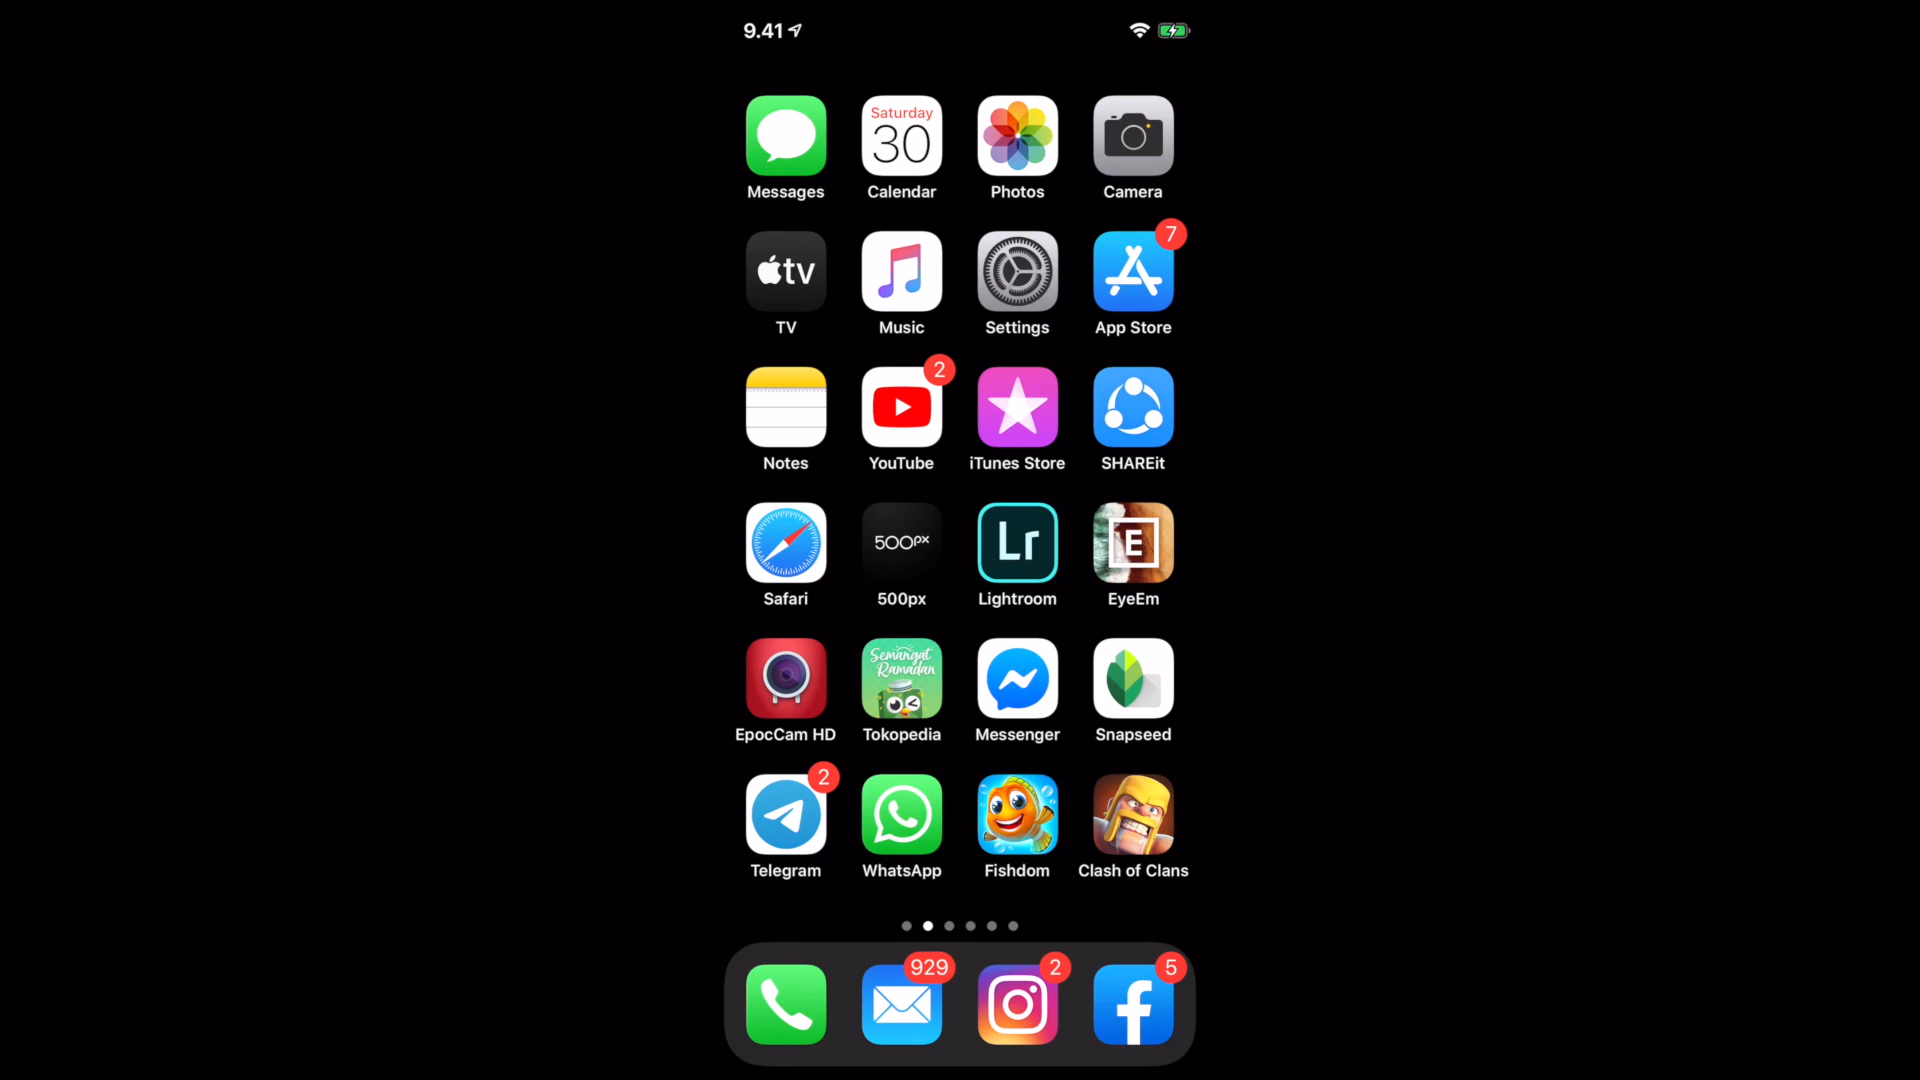 9.41
Saturday
30
Messages Calendar Photos Camera
tv
7
TV Music Settings App Store
2
Notes YouTube iTunes Store SHAREit
500px Lr E
Safari 500px Lightroom EyeEm
Semangat
Ramadan
EpocCam HD Tokopedia Messenger Snapseed
2
Telegram WhatsApp Fishdom Clash of Clans
929 2 5
f